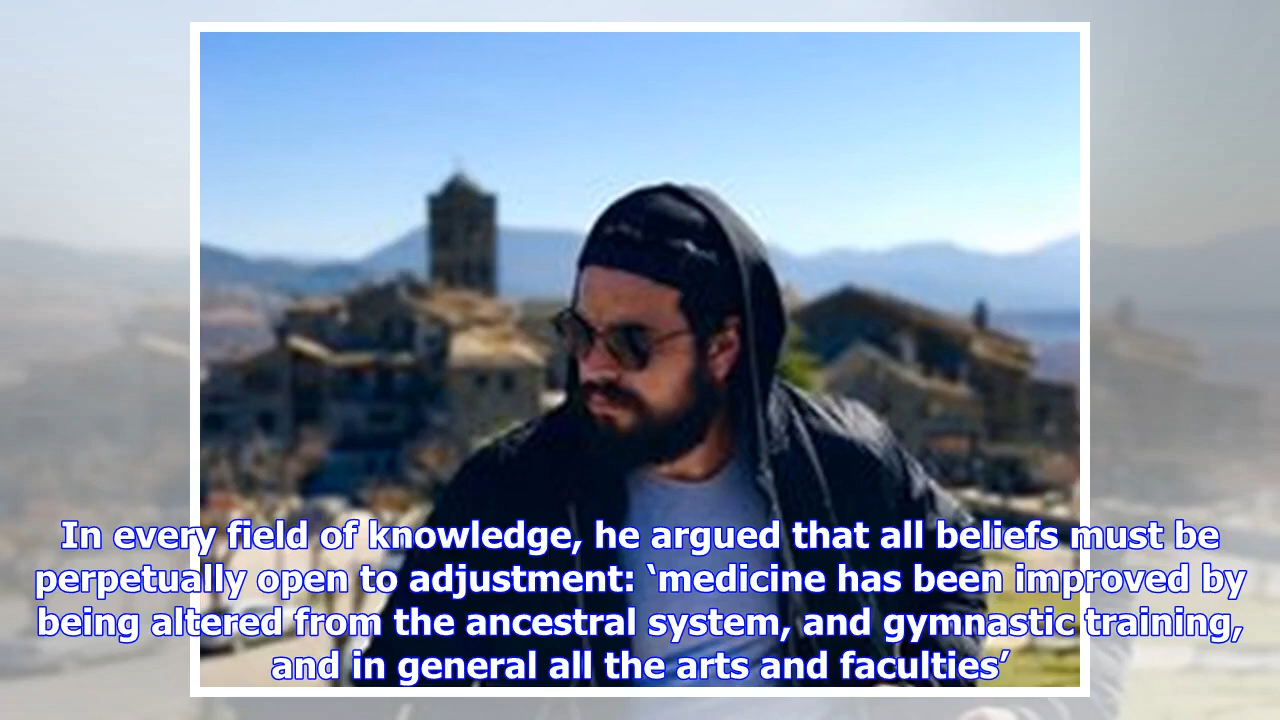 In every field of knowledge, he argued that all beliefs must be
perpetually open to adjustment: ‘medicine has been improved by
being altered from the ancestral system, and gymnastic training,
and in general all the arts and faculties’